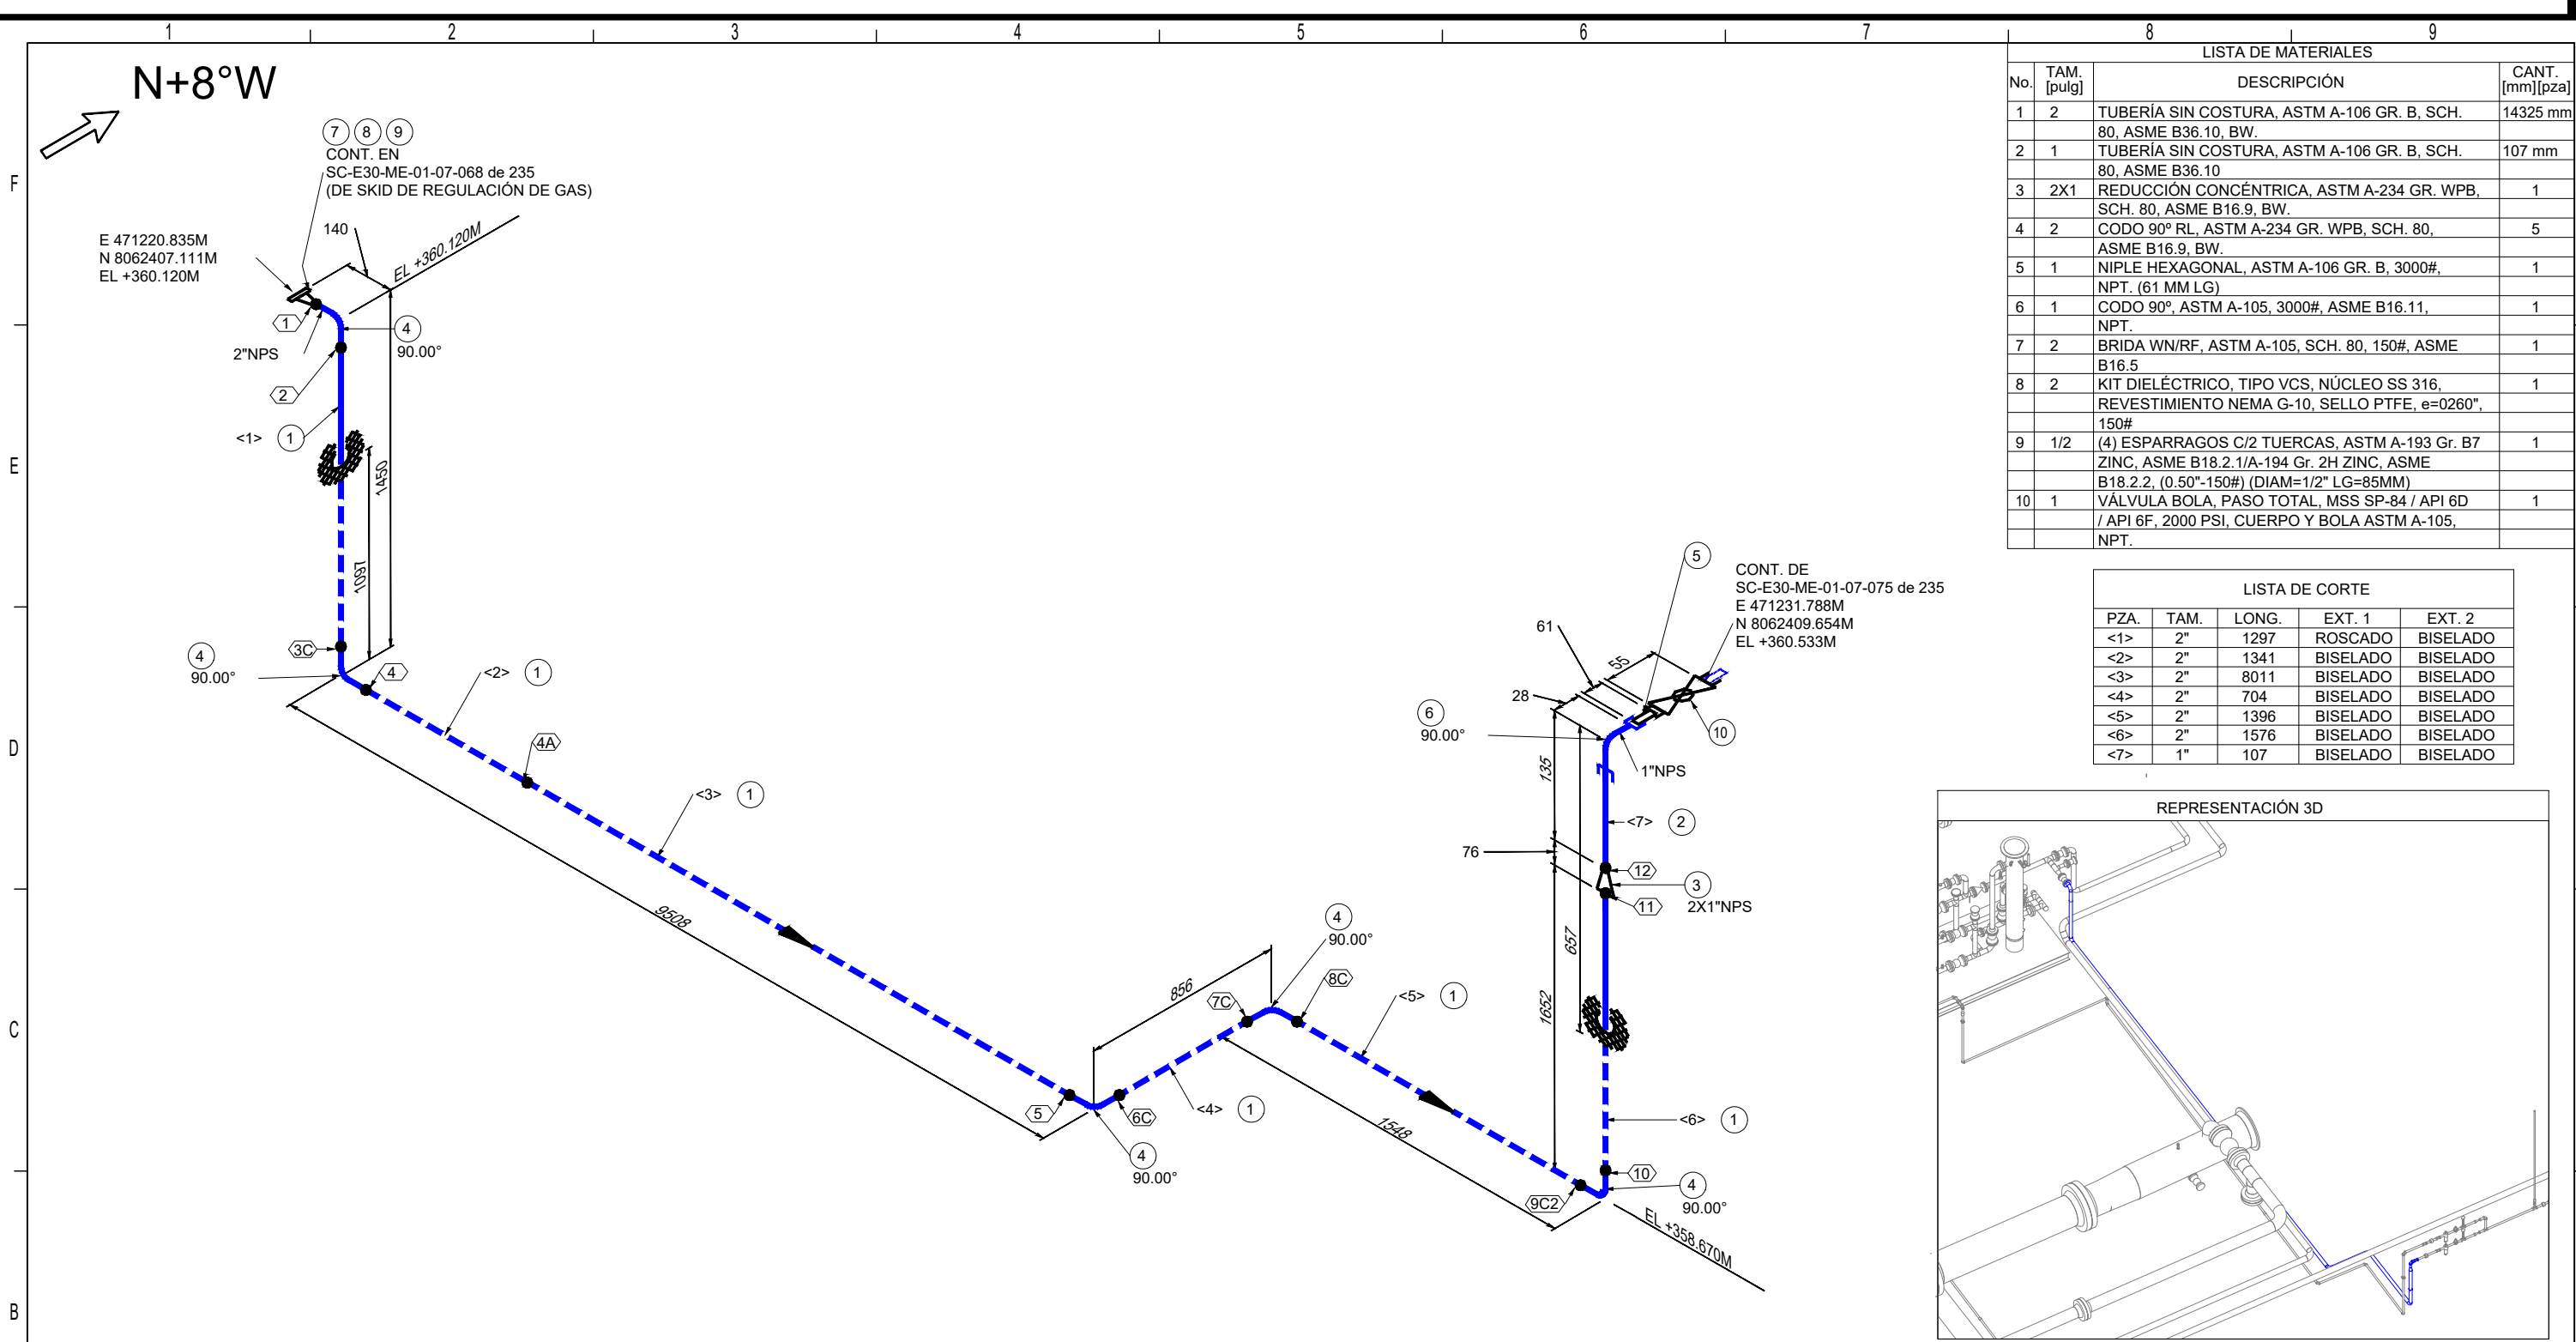 1 2 3 4 5 6 7 8 9
F
E
D
C
B
N+8°W
7 8 9
CONT. EN
SC-E30-ME-01-07-068 de 235
(DE SKID DE REGULACIÓN DE GAS)
E 471220.835M
N 8062407.111M
EL +360.120M
140
EL +360.120M
1
4
90.00°
2"NPS
2
<1> 1
1450
1097
3C
4
90.00°
4
<2> 1
4A
<3> 1
9508
5
6C
4
90.00°
<4> 1
856
7C
4
90.00°
8C
<5> 1
1548
9C2
10
4
90.00°
EL +358.670M
<6> 1
1652
657
11
3
2X1"NPS
12
76
<7> 2
135
1"NPS
6
90.00°
28
61
55
5
10
CONT. DE
SC-E30-ME-01-07-075 de 235
E 471231.788M
N 8062409.654M
EL +360.533M
LISTA DE MATERIALES
No. TAM. [pulg] DESCRIPCIÓN CANT. [mm][pza]
1 2 TUBERÍA SIN COSTURA, ASTM A-106 GR. B, SCH. 14325 mm
80, ASME B36.10, BW.
2 1 TUBERÍA SIN COSTURA, ASTM A-106 GR. B, SCH. 107 mm
80, ASME B36.10
3 2X1 REDUCCIÓN CONCÉNTRICA, ASTM A-234 GR. WPB, 1
SCH. 80, ASME B16.9, BW.
4 2 CODO 90º RL, ASTM A-234 GR. WPB, SCH. 80, 5
ASME B16.9, BW.
5 1 NIPLE HEXAGONAL, ASTM A-106 GR. B, 3000#, 1
NPT. (61 MM LG)
6 1 CODO 90º, ASTM A-105, 3000#, ASME B16.11, 1
NPT.
7 2 BRIDA WN/RF, ASTM A-105, SCH. 80, 150#, ASME 1
B16.5
8 2 KIT DIELÉCTRICO, TIPO VCS, NÚCLEO SS 316, 1
REVESTIMIENTO NEMA G-10, SELLO PTFE, e=0260",
150#
9 1/2 (4) ESPARRAGOS C/2 TUERCAS, ASTM A-193 Gr. B7 1
ZINC, ASME B18.2.1/A-194 Gr. 2H ZINC, ASME
B18.2.2, (0.50"-150#) (DIAM=1/2" LG=85MM)
10 1 VÁLVULA BOLA, PASO TOTAL, MSS SP-84 / API 6D 1
/ API 6F, 2000 PSI, CUERPO Y BOLA ASTM A-105,
NPT.
LISTA DE CORTE
PZA. TAM. LONG. EXT. 1 EXT. 2
<1> 2" 1297 ROSCADO BISELADO
<2> 2" 1341 BISELADO BISELADO
<3> 2" 8011 BISELADO BISELADO
<4> 2" 704 BISELADO BISELADO
<5> 2" 1396 BISELADO BISELADO
<6> 2" 1576 BISELADO BISELADO
<7> 1" 107 BISELADO BISELADO
REPRESENTACIÓN 3D